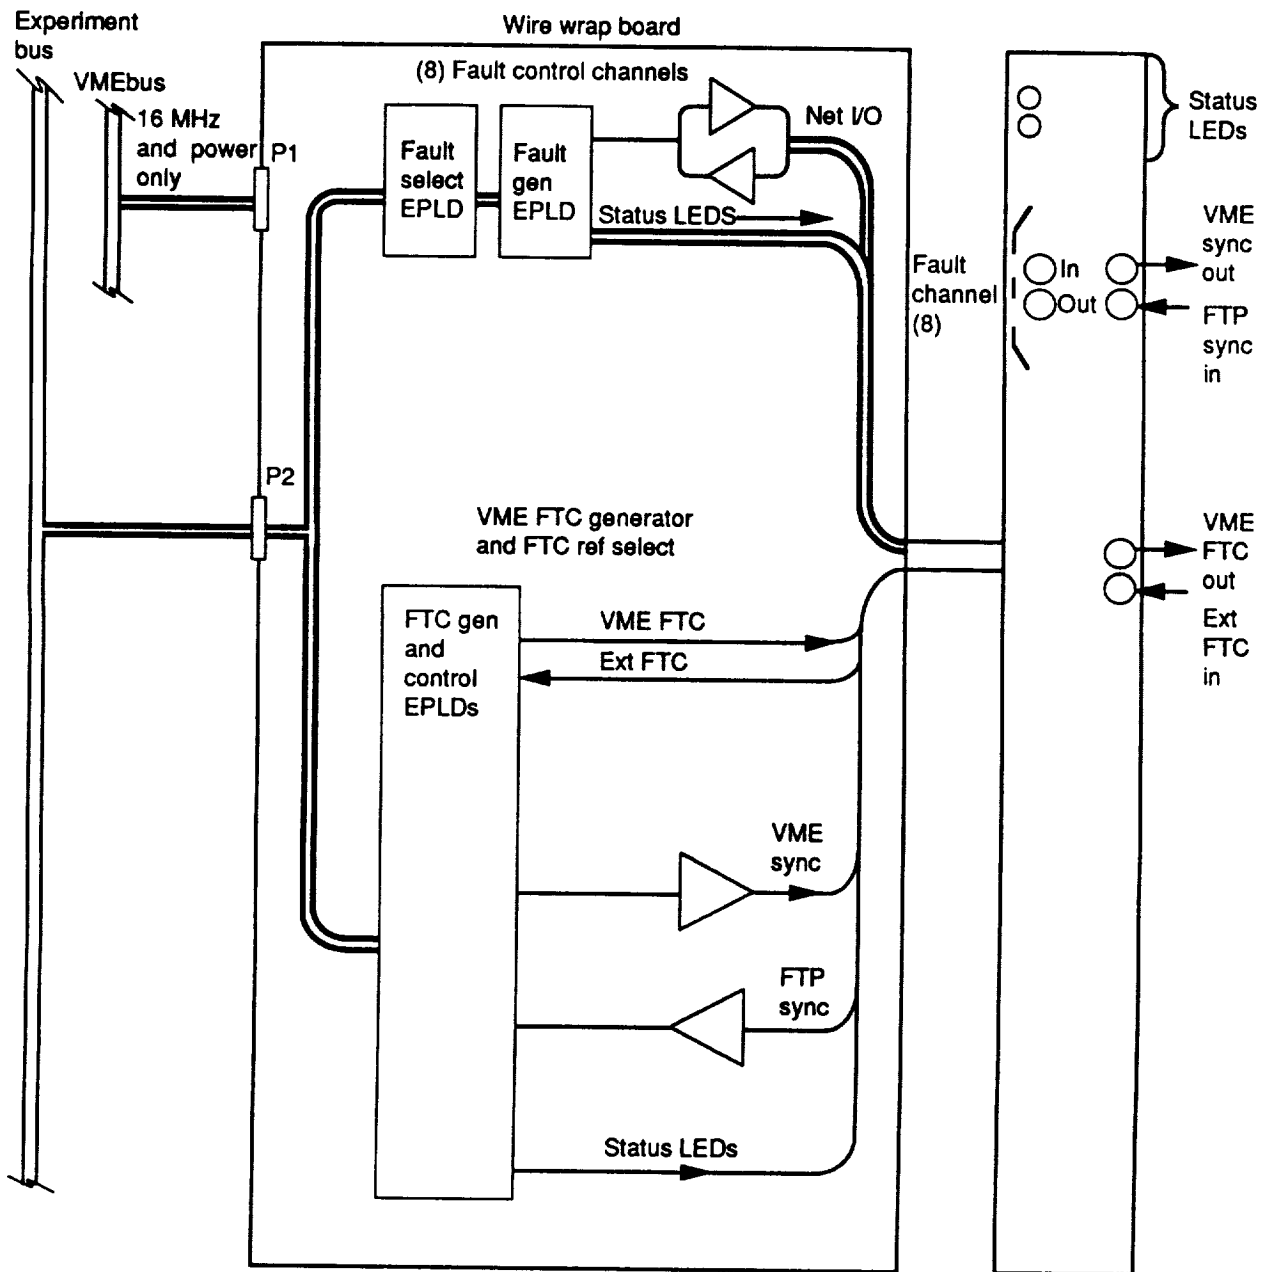 Experiment
bus
Wire wrap board
VMEbus
(8) Fault control channels
16 MHz
and power
only
P1
Fault
select
EPLD
Fault
gen
EPLD
Net I/O
Status LEDS
Status
LEDs
Fault
channel
(8)
In
Out
VME
sync
out
FTP
sync
in
P2
VME FTC generator
and FTC ref select
VME
FTC
out
Ext
FTC
in
FTC gen
and
control
EPLDs
VME FTC
Ext FTC
VME
sync
FTP
sync
Status LEDs